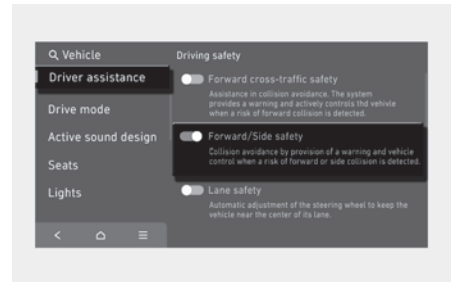 Vehicle
Driver assistance
Drive mode
Active sound design
Seats
Lights
Driving safety
Forward cross-traffic safety
Assistance in collision avoidance. The system
provides a warning and actively controls thd vehivle
when a risk of forward collision is detected.
Forward/Side safety
Collision avoidance by provision of a warning and vehicle
control when a risk of forward or side collision is detected.
Lane safety
Automatic adjustment of the steering wheel to keep the
vehicle near the center of its lane.